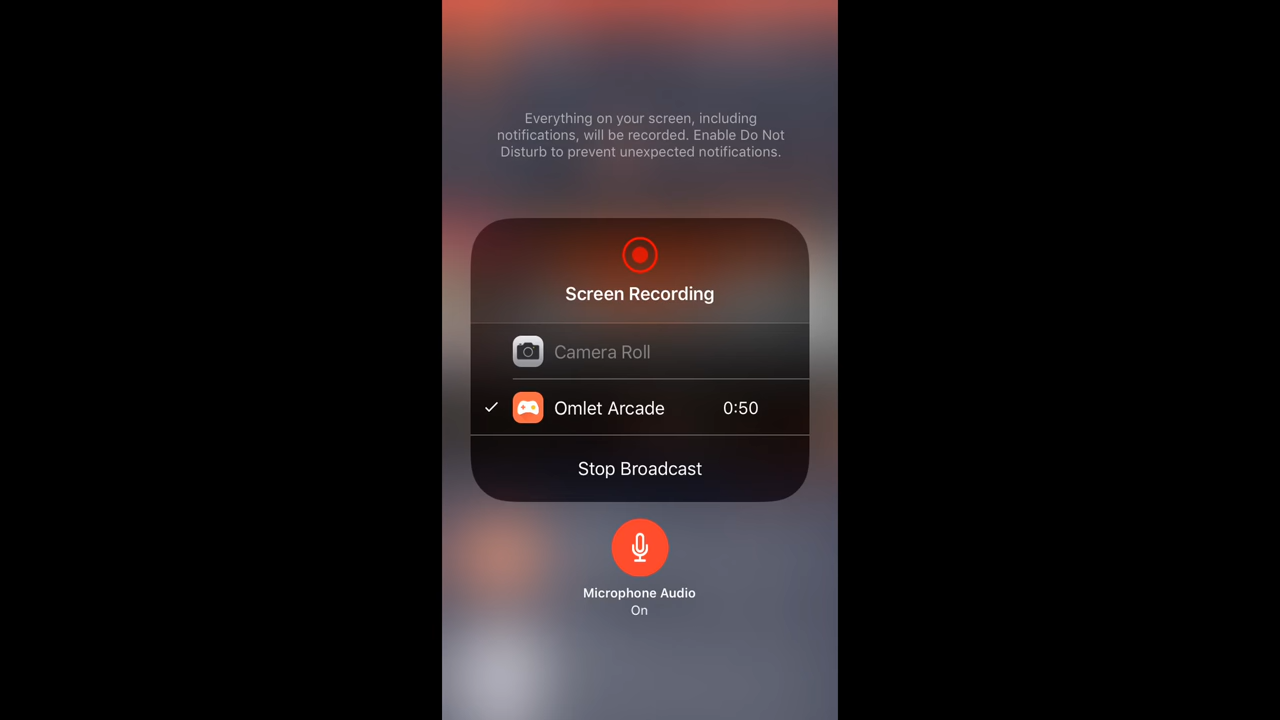 Everything on your screen, including
notifications, will be recorded. Enable Do Not
Disturb to prevent unexpected notifications.
Screen Recording
Camera Roll
Omlet Arcade 0:50
Stop Broadcast
Microphone Audio
On